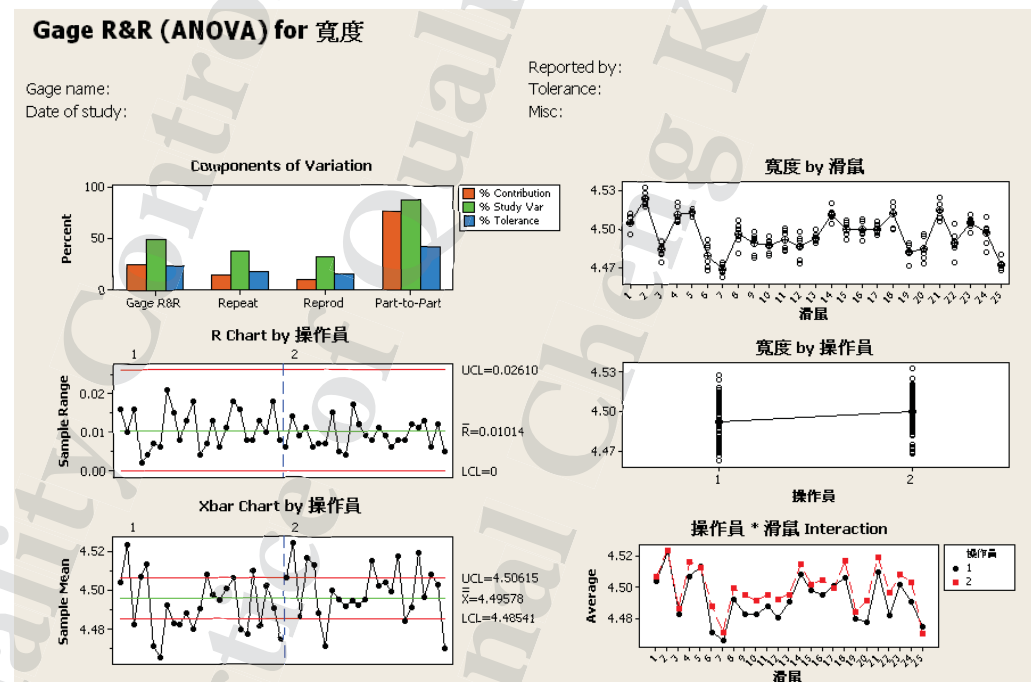 Gage R&R (ANOVA) for 寬度
Gage name:
Date of study:
Reported by:
Tolerance:
Misc:
Components of Variation
Percent
100
50
0
Gage R&R
Repeat
Reprod
Part-to-Part
% Contribution
% Study Var
% Tolerance
R Chart by 操作員
1
2
Sample Range
0.02
0.01
0.00
UCL=0.02610
R̄=0.01014
LCL=0
Xbar Chart by 操作員
1
2
Sample Mean
4.52
4.50
4.48
UCL=4.50615
X̿=4.49578
LCL=4.48541
寬度 by 滑鼠
4.53
4.50
4.47
1 2 3 4 5 6 7 8 9 10 11 12 13 14 15 16 17 18 19 20 21 22 23 24 25
滑鼠
寬度 by 操作員
4.53
4.50
4.47
1
2
操作員
操作員 * 滑鼠 Interaction
Average
4.52
4.50
4.48
1 2 3 4 5 6 7 8 9 10 11 12 13 14 15 16 17 18 19 20 21 22 23 24 25
滑鼠
操作員
1
2